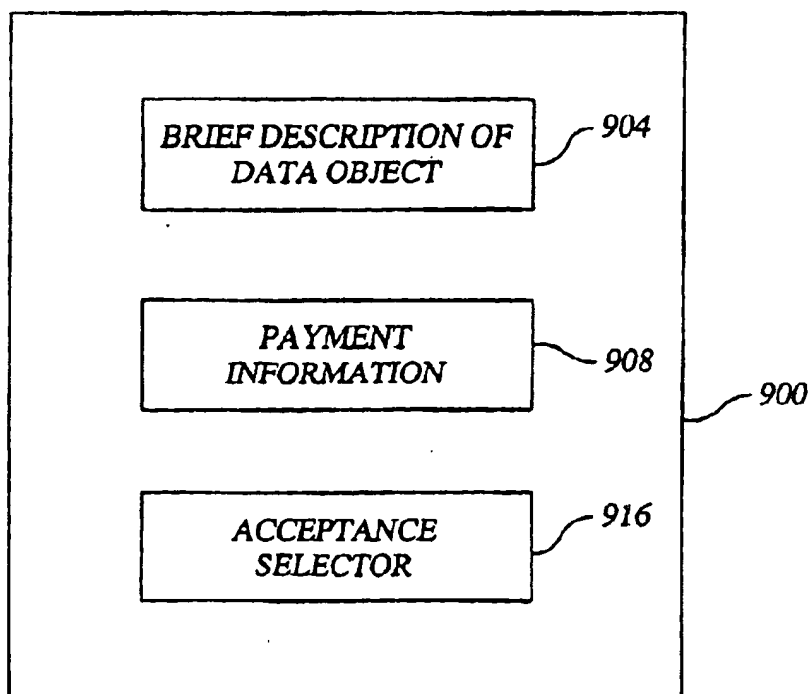 BRIEF DESCRIPTION OF
DATA OBJECT
904
PAYMENT
INFORMATION
908
900
ACCEPTANCE
SELECTOR
916